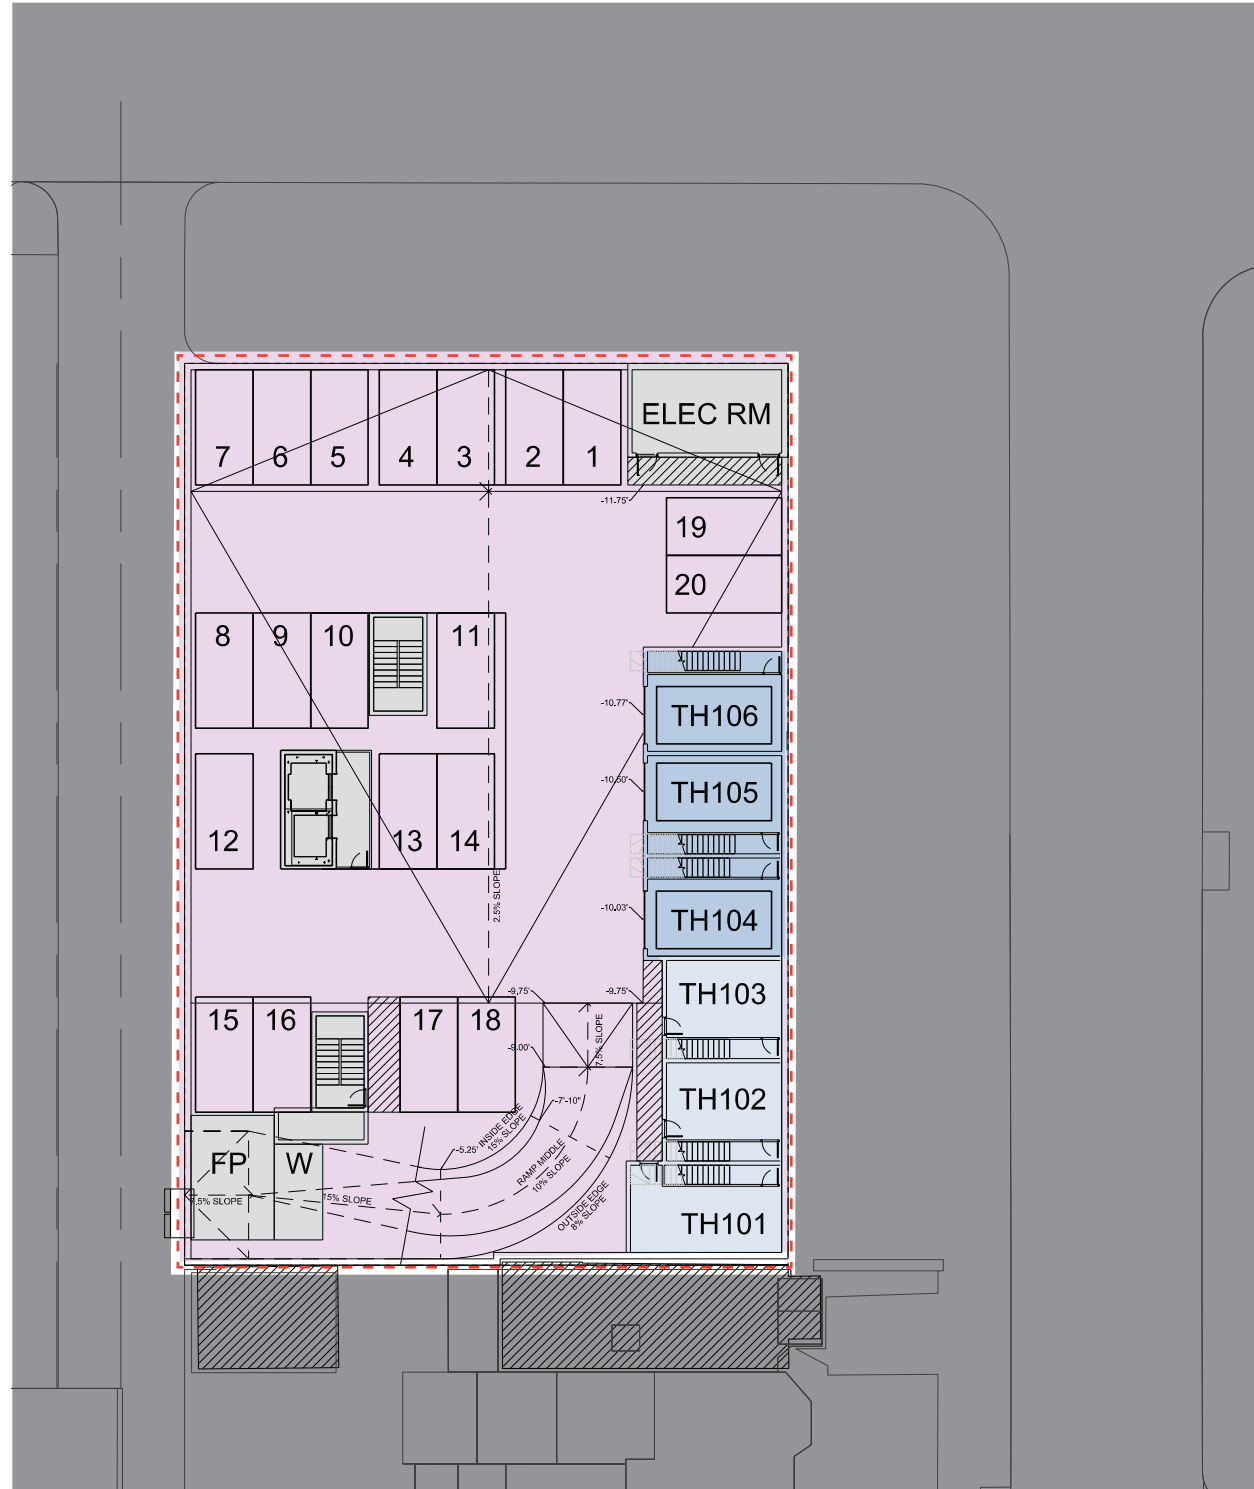 ELEC RM
7
6
5
4
3
2
1
-11.75'
19
20
8
9
10
11
-10.77'
TH106
-10.50'
TH105
12
13
14
2.5% SLOPE
-10.03'
TH104
-9.75'
-9.75'
TH103
15
16
17
18
7.5% SLOPE
-9.00'
TH102
-7'-10"
-5.25'
INSIDE EDGE
15% SLOPE
FP
W
RAMP MIDDLE
10% SLOPE
7.5% SLOPE
15% SLOPE
OUTSIDE EDGE
8% SLOPE
TH101